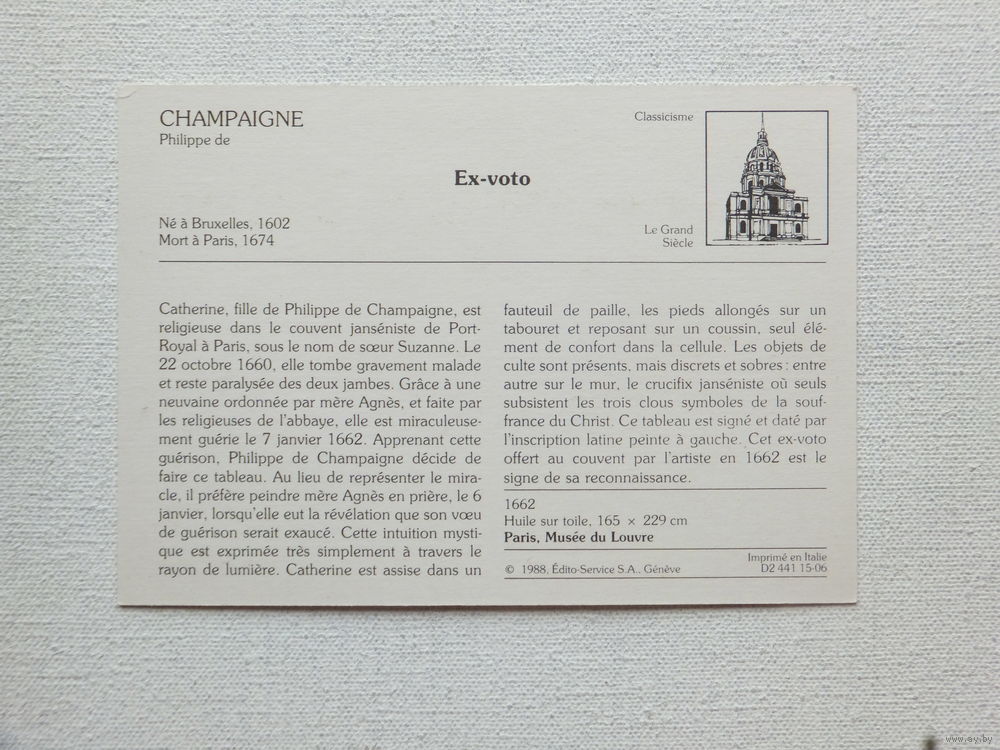 CHAMPAIGNE
Philippe de
Classicisme
Ex-voto
Né à Bruxelles, 1602
Mort à Paris, 1674
Le Grand
Siècle
Catherine, fille de Philippe de Champaigne, est
religieuse dans le couvent janséniste de Port-
Royal à Paris, sous le nom de sœur Suzanne. Le
22 octobre 1660, elle tombe gravement malade
et reste paralysée des deux jambes. Grâce à une
neuvaine ordonnée par mère Agnès, et faite par
les religieuses de l'abbaye, elle est miraculeuse-
ment guérie le 7 janvier 1662. Apprenant cette
guérison, Philippe de Champaigne décide de
faire ce tableau. Au lieu de représenter le mira-
cle, il préfère peindre mère Agnès en prière, le 6
janvier, lorsqu'elle eut la révélation que son vœu
de guérison serait exaucé. Cette intuition mysti-
que est exprimée très simplement à travers le
rayon de lumière. Catherine est assise dans un
fauteuil de paille, les pieds allongés sur un
tabouret et reposant sur un coussin, seul élé-
ment de confort dans la cellule. Les objets de
culte sont présents, mais discrets et sobres : entre
autre sur le mur, le crucifix janséniste où seuls
subsistent les trois clous symboles de la souf-
france du Christ. Ce tableau est signé et daté par
l'inscription latine peinte à gauche. Cet ex-voto
offert au couvent par l'artiste en 1662 est le
signe de sa reconnaissance.
1662
Huile sur toile, 165 × 229 cm
Paris, Musée du Louvre
© 1988, Édito-Service S.A., Genève
Imprimé en Italie
D2 441 15-06
www.ay.by